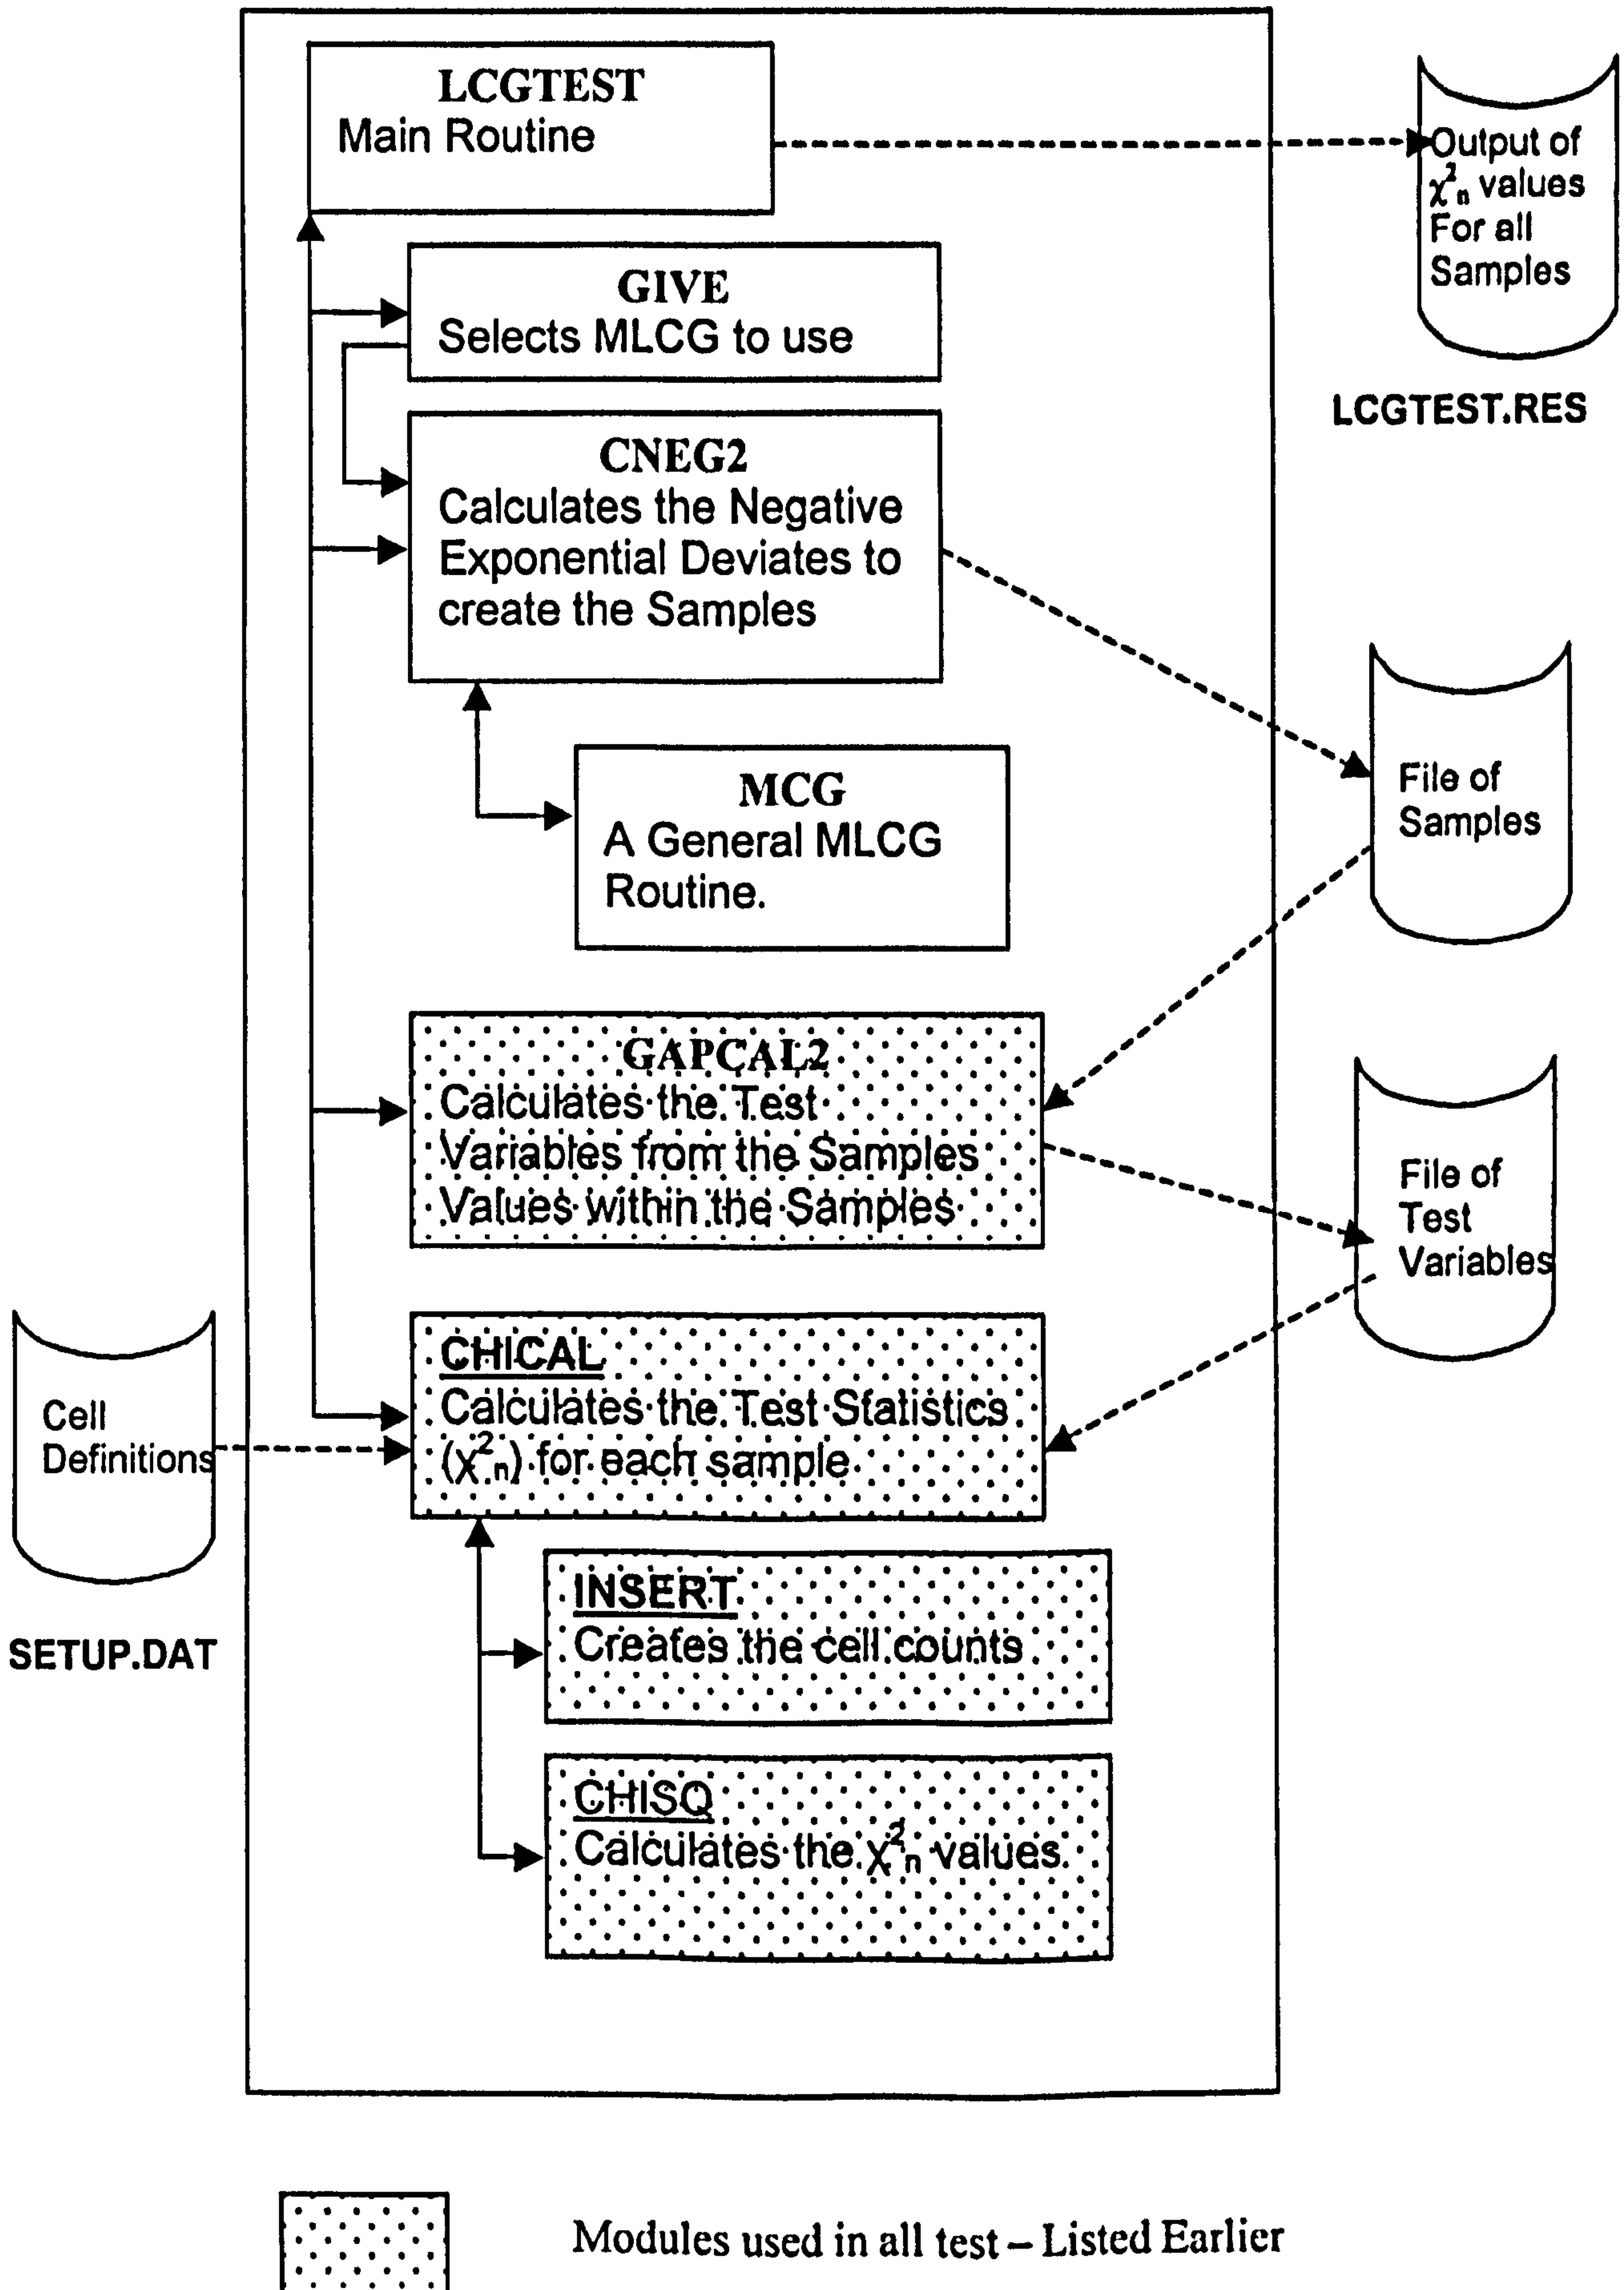 LCGTEST
Main Routine
Output of
χ²ₙ values
For all
Samples
LCGTEST.RES
GIVE
Selects MLCG to use
CNEG2
Calculates the Negative
Exponential Deviates to
create the Samples
MCG
A General MLCG
Routine.
File of
Samples
GAPCAL2
Calculates the Test
Variables from the Samples
Values within the Samples
File of
Test
Variables
Cell
Definitions
SETUP.DAT
CHICAL
Calculates the Test Statistics
(χ²ₙ) for each sample
INSERT
Creates the cell counts
CHISQ
Calculates the χ²ₙ values.
Modules used in all test – Listed Earlier